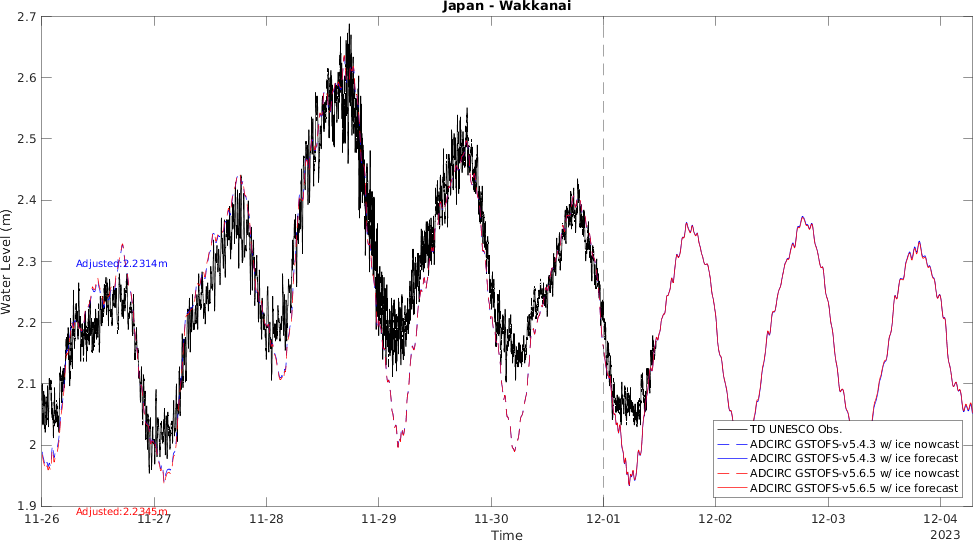 Japan - Wakkanai
2.7
2.6
2.5
2.4
2.3
2.2
2.1
2
1.9
Water Level (m)
Adjusted:2.2314m
Adjusted:2.2345m
TD UNESCO Obs.
ADCIRC GSTOFS-v5.4.3 w/ ice nowcast
ADCIRC GSTOFS-v5.4.3 w/ ice forecast
ADCIRC GSTOFS-v5.6.5 w/ ice nowcast
ADCIRC GSTOFS-v5.6.5 w/ ice forecast
11-26 11-27 11-28 11-29 11-30 12-01 12-02 12-03 12-04
Time
2023